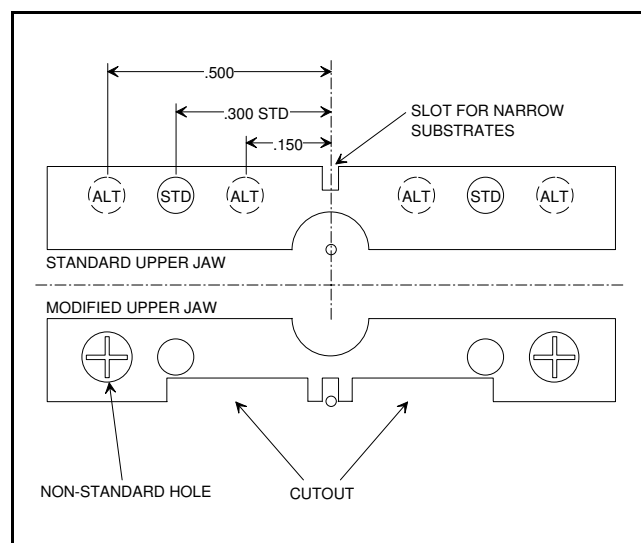 .500
.300 STD
SLOT FOR NARROW
SUBSTRATES
.150
ALT STD ALT ALT STD ALT
STANDARD UPPER JAW
MODIFIED UPPER JAW
NON-STANDARD HOLE
CUTOUT